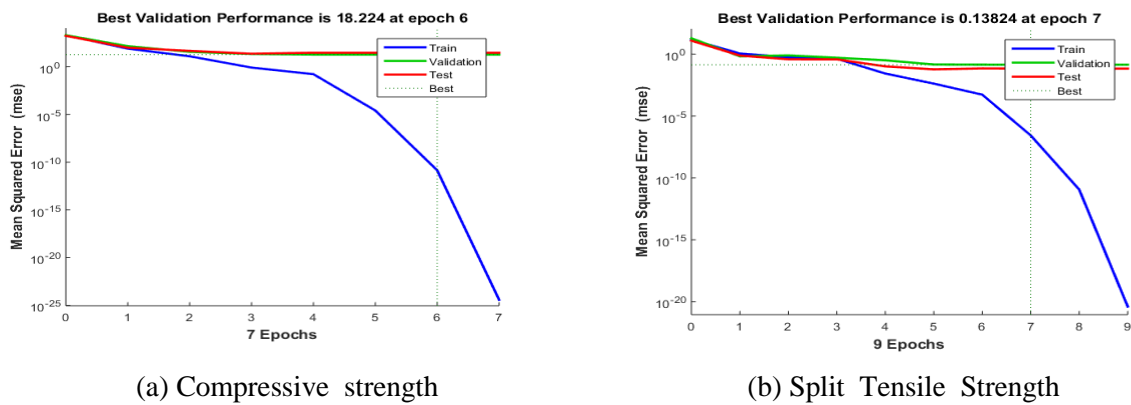 Best Validation Performance is 18.224 at epoch 6
Mean Squared Error (mse)
10^0
10^-5
10^-10
10^-15
10^-20
10^-25
0 1 2 3 4 5 6 7
7 Epochs
Train
Validation
Test
Best
(a) Compressive strength
Best Validation Performance is 0.13824 at epoch 7
Mean Squared Error (mse)
10^0
10^-5
10^-10
10^-15
10^-20
0 1 2 3 4 5 6 7 8 9
9 Epochs
Train
Validation
Test
Best
(b) Split Tensile Strength